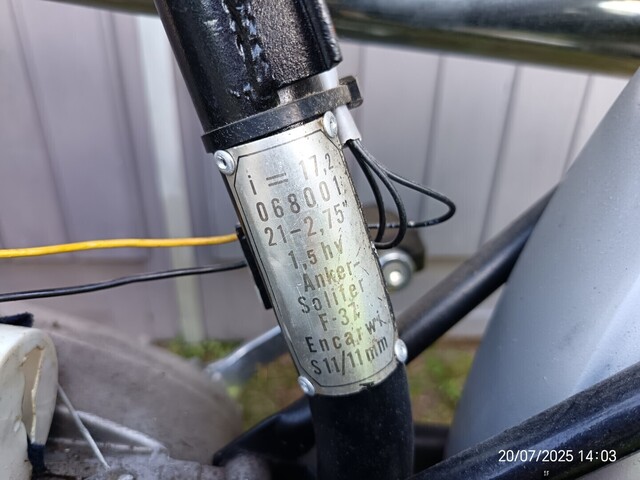 i = 17,2
068001
21-2,75"
1,5 hv
Anker-
Solifer
F-37
Encarwi
S11/11mm
20/07/2025 14:03